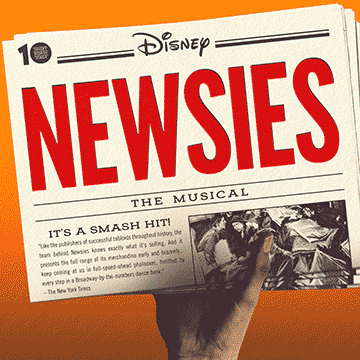 10
Disney
NEWSIES
THE MUSICAL
IT'S A SMASH HIT!
"Like the publishers of successful tabloids throughout history, the
team behind Newsies knows exactly what it's selling. And it
presents the full range of its merchandise early and brazenly...
keep coming at us in full-speed-ahead phalanxes, fortified by
every step in a Broadway-by-the-numbers dance book."
– The New York Times